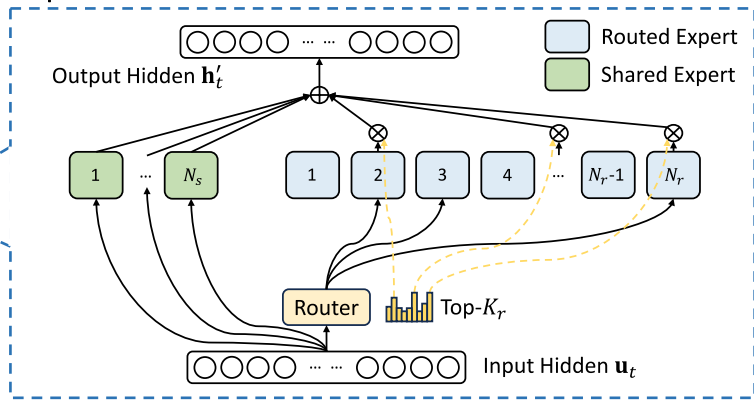 Routed Expert
Shared Expert
Output Hidden 𝐡′ₜ
1 ... Nₛ 1 2 3 4 ... Nᵣ-1 Nᵣ
Router
Top-Kᵣ
Input Hidden 𝐮ₜ